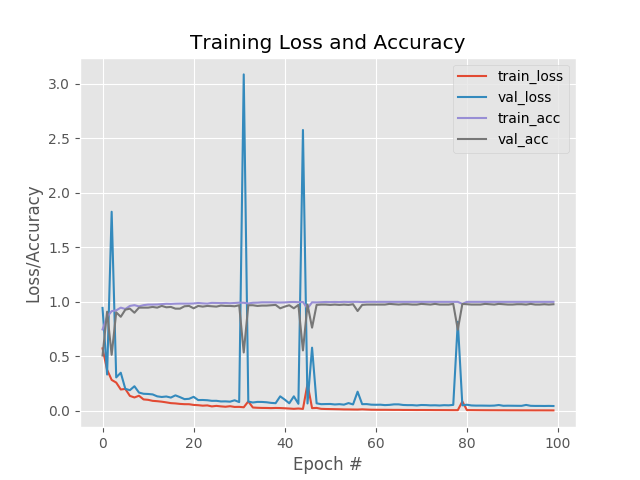 Training Loss and Accuracy
train_loss
val_loss
train_acc
val_acc
Loss/Accuracy
3.0
2.5
2.0
1.5
1.0
0.5
0.0
0 20 40 60 80 100
Epoch #